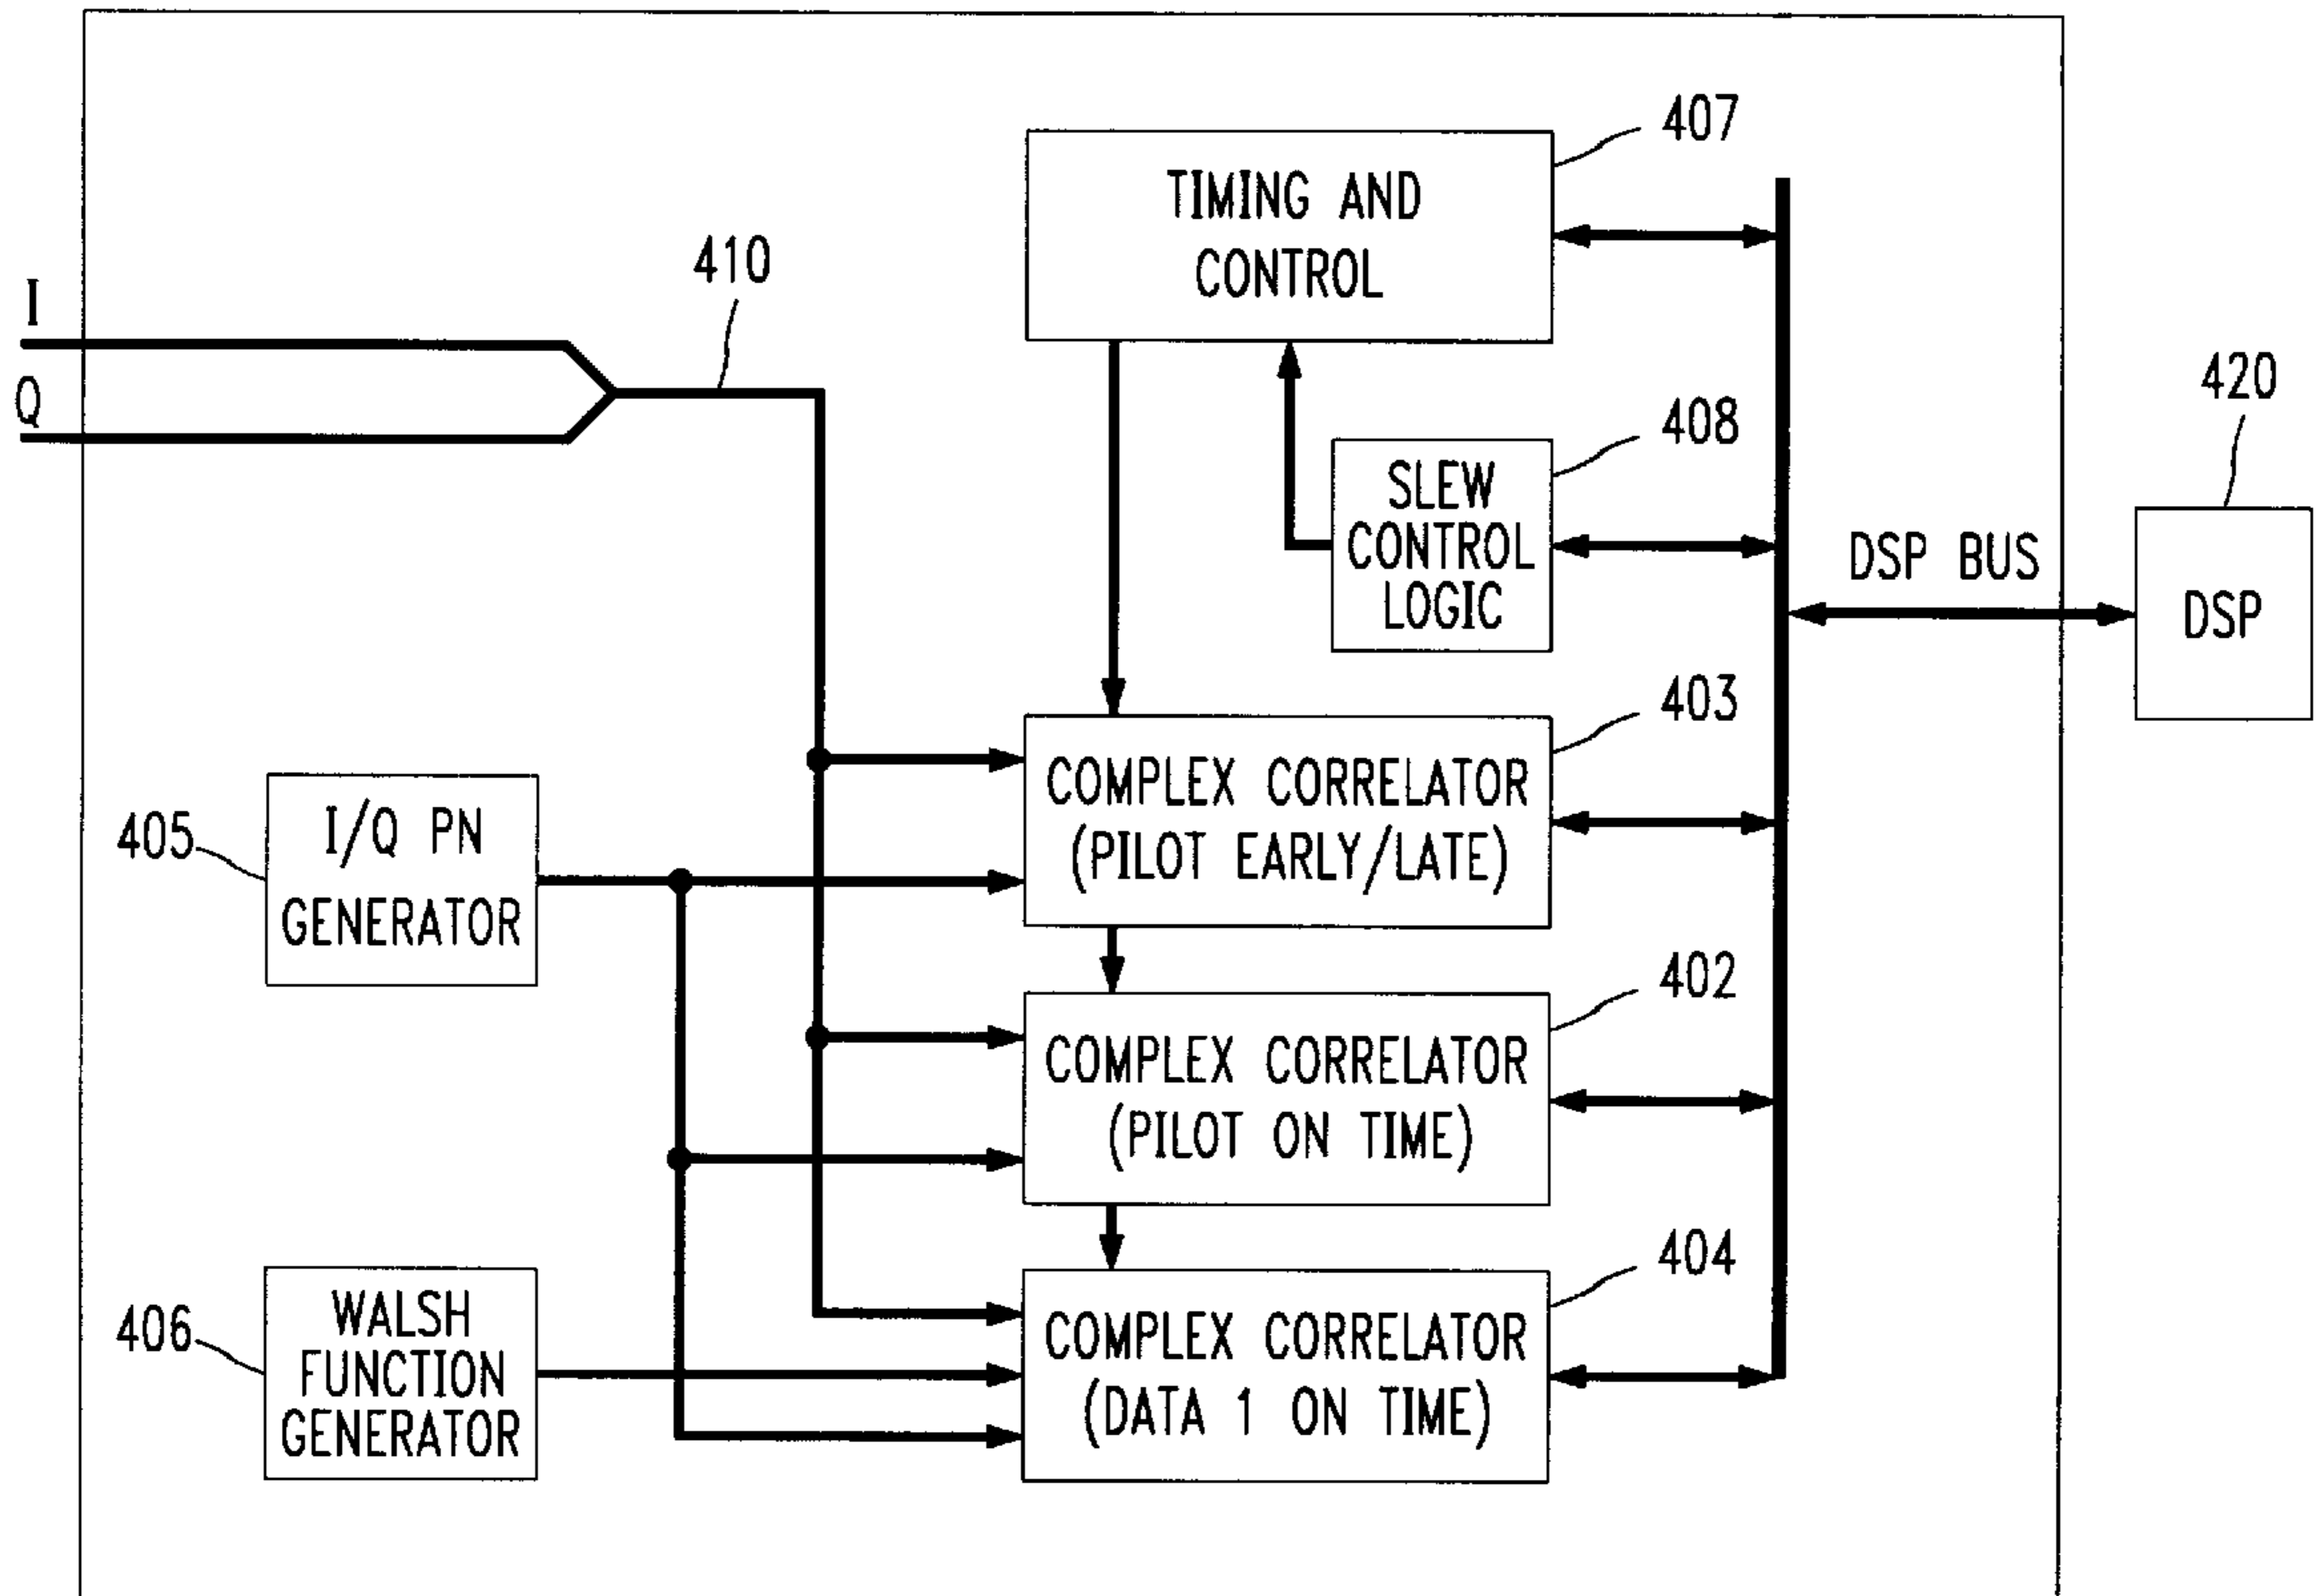 407
TIMING AND
CONTROL
410
I
Q
420
408
SLEW
CONTROL
LOGIC
DSP BUS
DSP
403
COMPLEX CORRELATOR
(PILOT EARLY/LATE)
405
I/Q PN
GENERATOR
402
COMPLEX CORRELATOR
(PILOT ON TIME)
404
COMPLEX CORRELATOR
(DATA 1 ON TIME)
406
WALSH
FUNCTION
GENERATOR